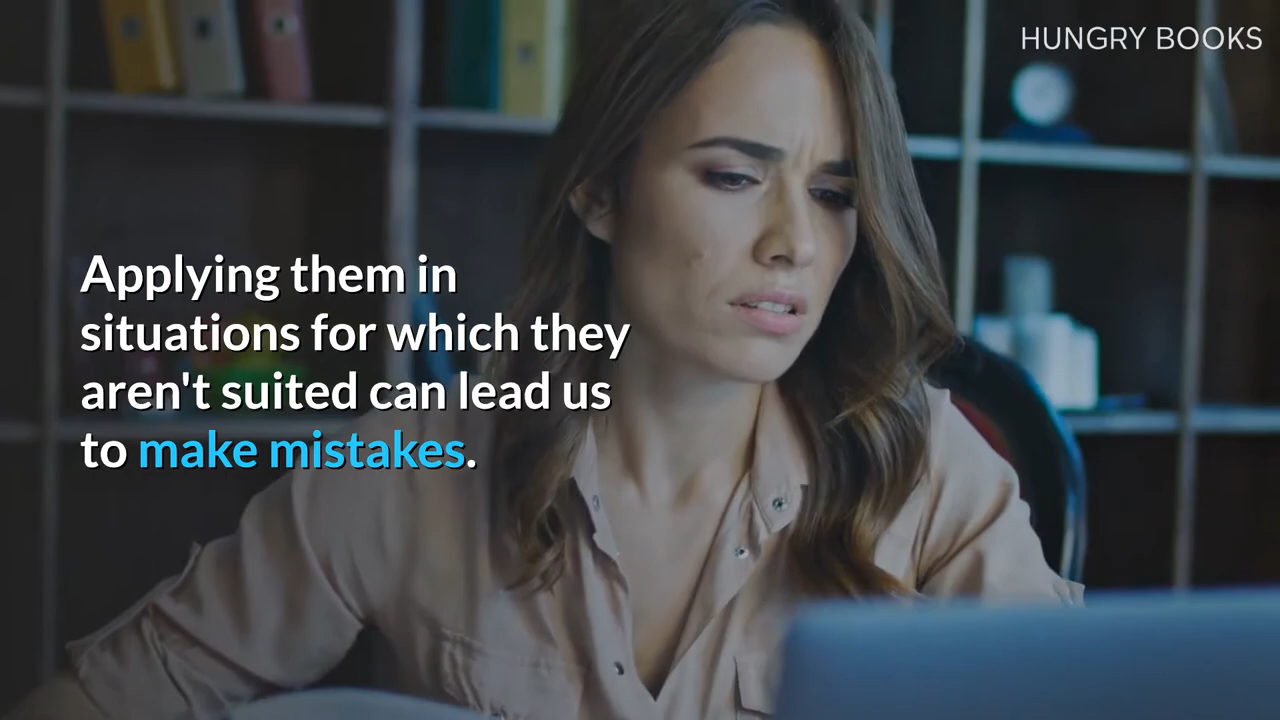 HUNGRY BOOKS
Applying them in
situations for which they
aren't suited can lead us
to make mistakes.